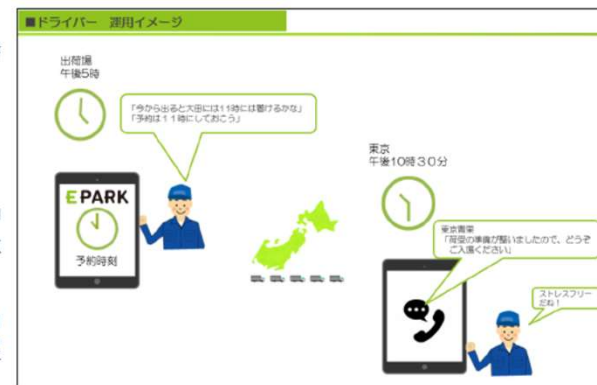 ■ドライバー　運用イメージ
出荷場
午後5時
「今から出ると大田には11時には着けるかな」
「予約は11時にしておこう」
EPARK
予約時刻
東京
午後10時30分
東京青果
「荷受の準備が整いましたので、どうぞ
ご入場ください」
ストレスフリー
だね！